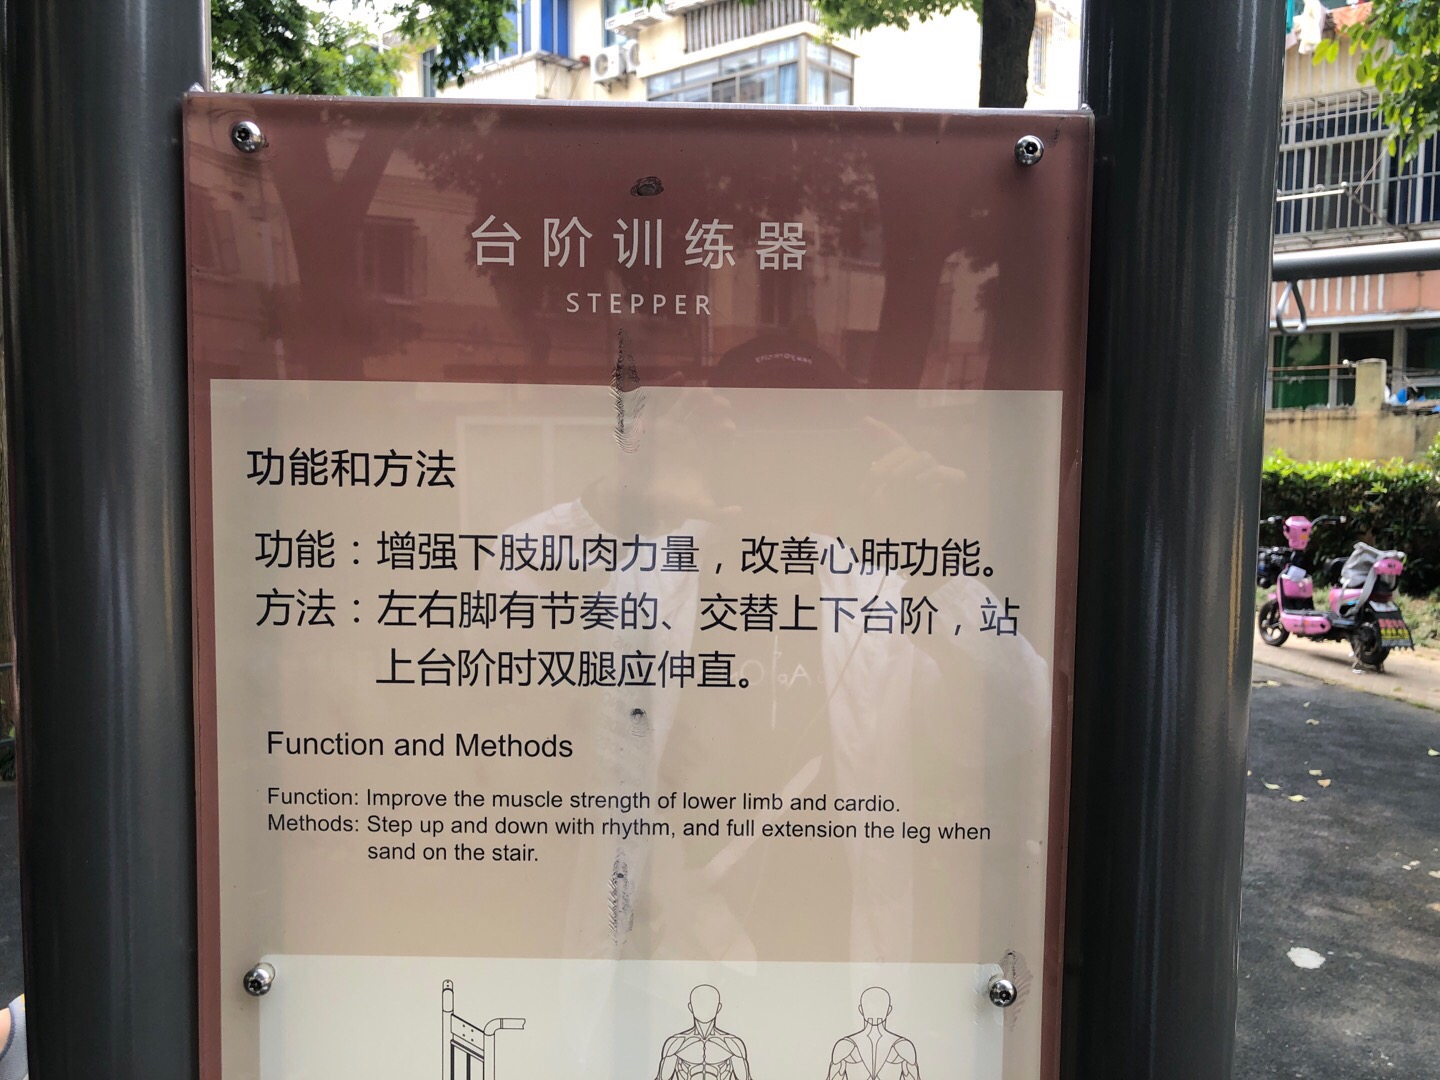 台阶训练器
STEPPER
功能和方法
功能：增强下肢肌肉力量，改善心肺功能。
方法：左右脚有节奏的、交替上下台阶，站
上台阶时双腿应伸直。
Function and Methods
Function: Improve the muscle strength of lower limb and cardio.
Methods: Step up and down with rhythm, and full extension the leg when
sand on the stair.